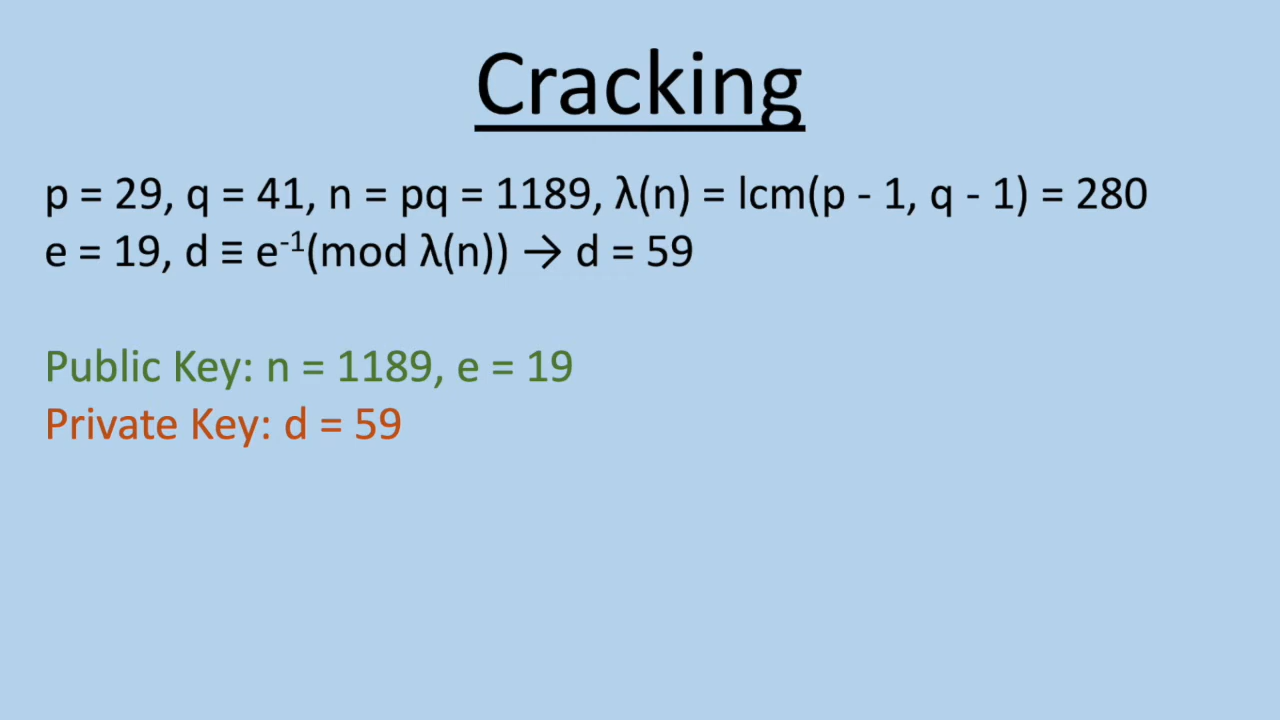 Cracking
p = 29, q = 41, n = pq = 1189, λ(n) = lcm(p - 1, q - 1) = 280
e = 19, d ≡ e⁻¹(mod λ(n)) → d = 59
Public Key: n = 1189, e = 19
Private Key: d = 59